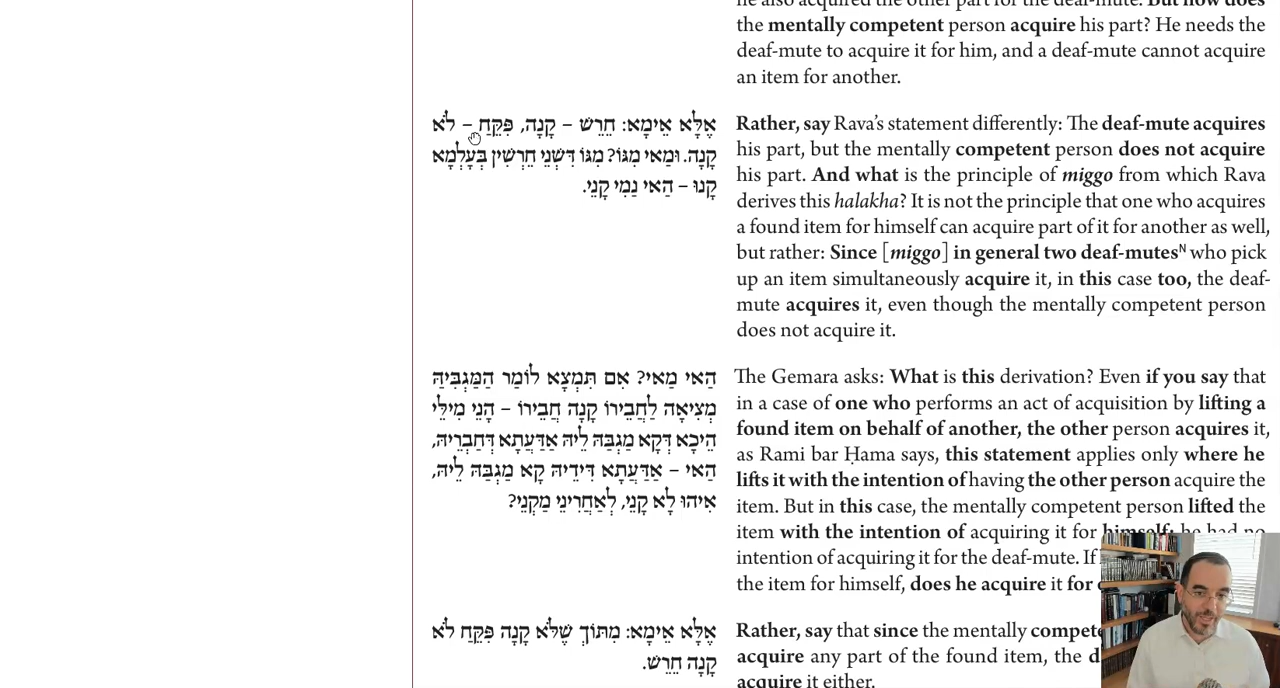 he also acquired the other part for the deaf-mute. But how does
the mentally competent person acquire his part? He needs the
deaf-mute to acquire it for him, and a deaf-mute cannot acquire
an item for another.
אֶלָּא אֵימָא: חֵרֵשׁ – קָנָה, פִּקֵּחַ – לֹא
קָנָה. וּמַאי מִגּוֹ? מִגּוֹ דִּשְׁנֵי חֵרְשִׁין בְּעָלְמָא
קָנוּ – הַאי נַמִי קָנֵי.
Rather, say Rava's statement differently: The deaf-mute acquires
his part, but the mentally competent person does not acquire
his part. And what is the principle of miggo from which Rava
derives this halakha? It is not the principle that one who acquires
a found item for himself can acquire part of it for another as well,
but rather: Since [miggo] in general two deaf-mutesᴺ who pick
up an item simultaneously acquire it, in this case too, the deaf-
mute acquires it, even though the mentally competent person
does not acquire it.
הַאי מַאי? אִם תִּמְצָא לוֹמַר הַמַּגְבִּיהַּ
מְצִיאָה לַחֲבֵירוֹ קָנָה חֲבֵירוֹ – הָנֵי מִילֵּי
הֵיכָא דְּקָא מַגְבַּהּ לֵיהּ אַדַּעְתָּא דְּחַבְרֵיהּ,
הַאי – אַדַּעְתָּא דִּידֵיהּ קָא מַגְבַּהּ לֵיהּ,
אִיהוּ לָא קָנֵי, לְאַחֲרִינֵי מַקְנֵי?
The Gemara asks: What is this derivation? Even if you say that
in a case of one who performs an act of acquisition by lifting a
found item on behalf of another, the other person acquires it,
as Rami bar Ḥama says, this statement applies only where he
lifts it with the intention of having the other person acquire the
item. But in this case, the mentally competent person lifted the
item with the intention of acquiring it for himself; he had no
intention of acquiring it for the deaf-mute. If
the item for himself, does he acquire it for
אֶלָּא אֵימָא: מִתּוֹךְ שֶׁלֹּא קָנָה פִּקֵּחַ לֹא
קָנָה חֵרֵשׁ.
Rather, say that since the mentally
acquire any part of the found item, the
acquire it either.